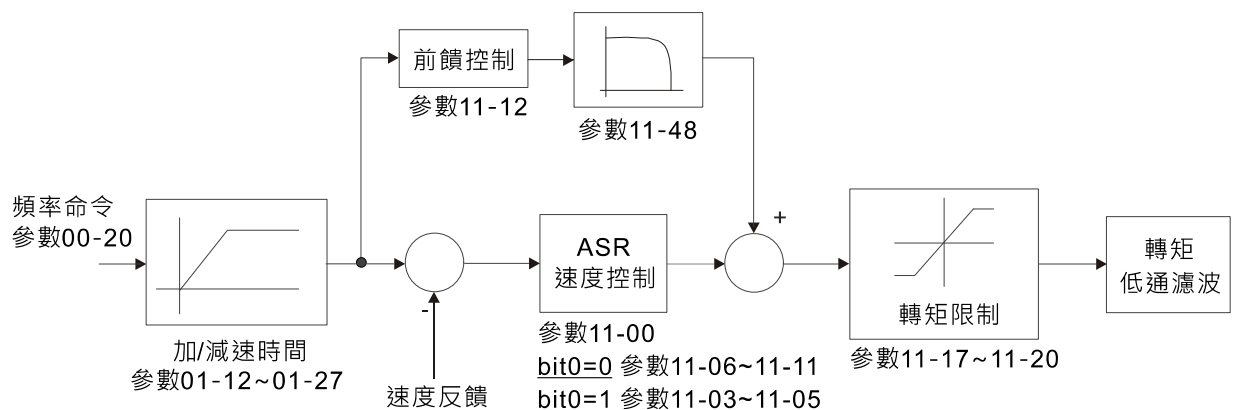 前饋控制
參數11-12
參數11-48
頻率命令
參數00-20
加/減速時間
參數01-12~01-27
-
速度反饋
ASR
速度控制
參數11-00
bit0=0 參數11-06~11-11
bit0=1 參數11-03~11-05
+
轉矩限制
參數11-17~11-20
轉矩
低通濾波